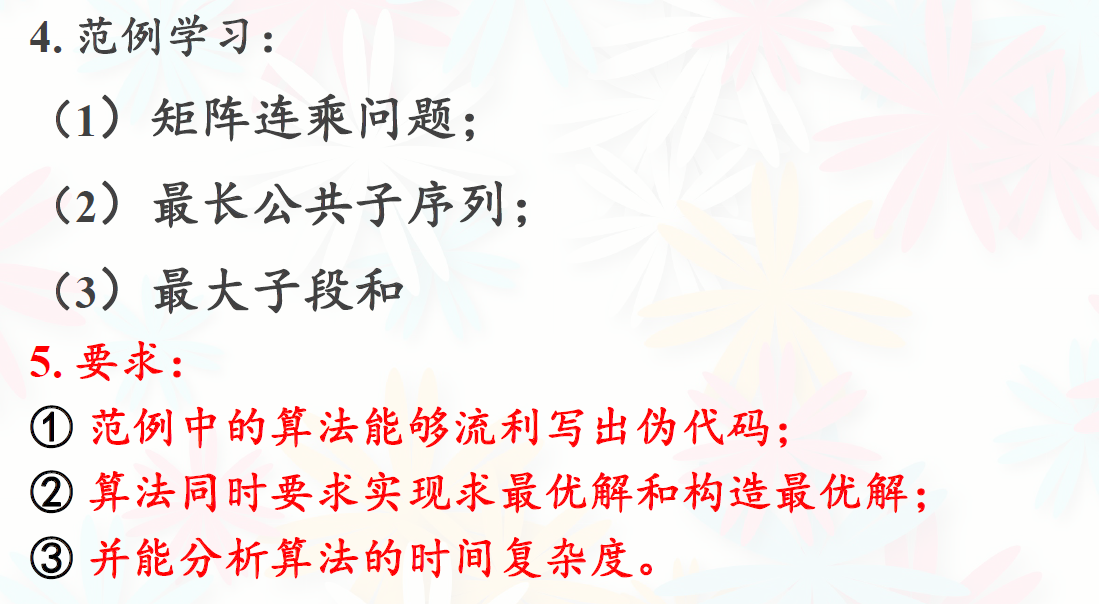 4. 范例学习：
（1）矩阵连乘问题；
（2）最长公共子序列；
（3）最大子段和
5. 要求：
① 范例中的算法能够流利写出伪代码；
② 算法同时要求实现求最优解和构造最优解；
③ 并能分析算法的时间复杂度。